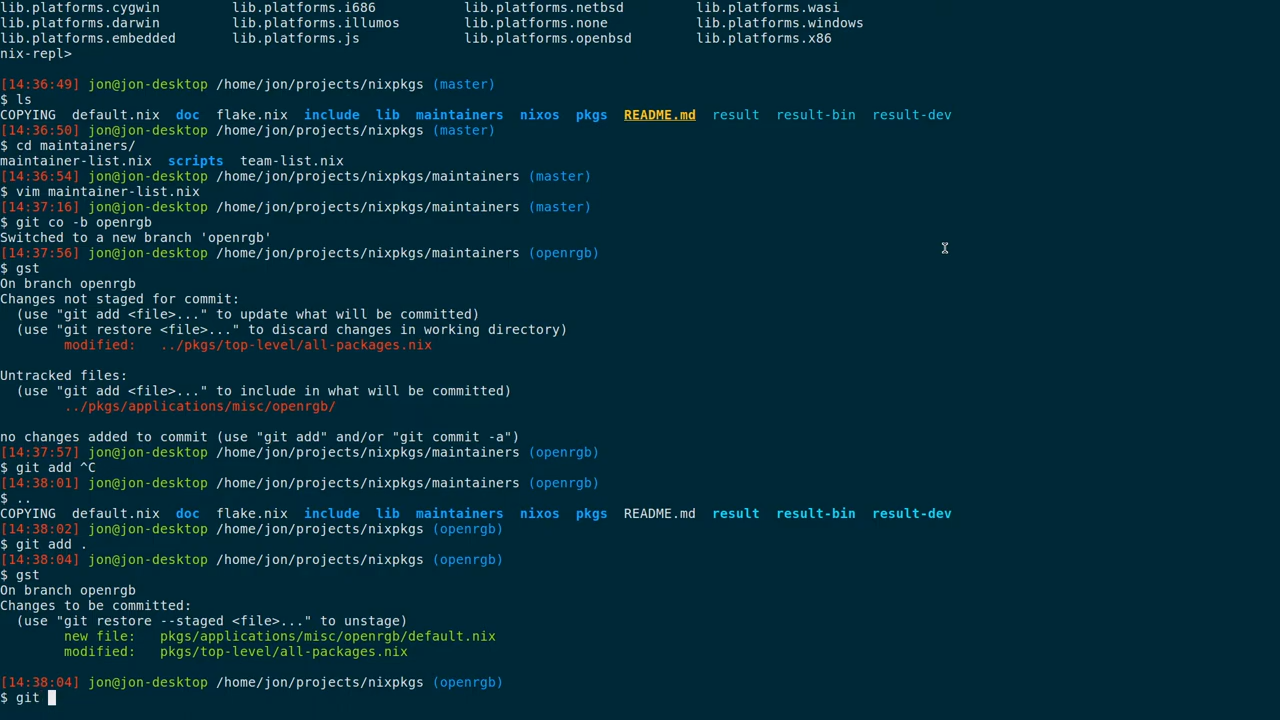 lib.platforms.cygwin lib.platforms.i686 lib.platforms.netbsd lib.platforms.wasi
lib.platforms.darwin lib.platforms.illumos lib.platforms.none lib.platforms.windows
lib.platforms.embedded lib.platforms.js lib.platforms.openbsd lib.platforms.x86
nix-repl>
[14:36:49] jon@jon-desktop /home/jon/projects/nixpkgs (master)
$ ls
COPYING default.nix doc flake.nix include lib maintainers nixos pkgs README.md result result-bin result-dev
[14:36:50] jon@jon-desktop /home/jon/projects/nixpkgs (master)
$ cd maintainers/
maintainer-list.nix scripts team-list.nix
[14:36:54] jon@jon-desktop /home/jon/projects/nixpkgs/maintainers (master)
$ vim maintainer-list.nix
[14:37:16] jon@jon-desktop /home/jon/projects/nixpkgs/maintainers (master)
$ git co -b openrgb
Switched to a new branch 'openrgb'
[14:37:56] jon@jon-desktop /home/jon/projects/nixpkgs/maintainers (openrgb)
$ gst
On branch openrgb
Changes not staged for commit:
(use "git add <file>..." to update what will be committed)
(use "git restore <file>..." to discard changes in working directory)
modified: ../pkgs/top-level/all-packages.nix
Untracked files:
(use "git add <file>..." to include in what will be committed)
../pkgs/applications/misc/openrgb/
no changes added to commit (use "git add" and/or "git commit -a")
[14:37:57] jon@jon-desktop /home/jon/projects/nixpkgs/maintainers (openrgb)
$ git add ^C
[14:38:01] jon@jon-desktop /home/jon/projects/nixpkgs/maintainers (openrgb)
$ ..
COPYING default.nix doc flake.nix include lib maintainers nixos pkgs README.md result result-bin result-dev
[14:38:02] jon@jon-desktop /home/jon/projects/nixpkgs (openrgb)
$ git add .
[14:38:04] jon@jon-desktop /home/jon/projects/nixpkgs (openrgb)
$ gst
On branch openrgb
Changes to be committed:
(use "git restore --staged <file>..." to unstage)
new file: pkgs/applications/misc/openrgb/default.nix
modified: pkgs/top-level/all-packages.nix
[14:38:04] jon@jon-desktop /home/jon/projects/nixpkgs (openrgb)
$ git